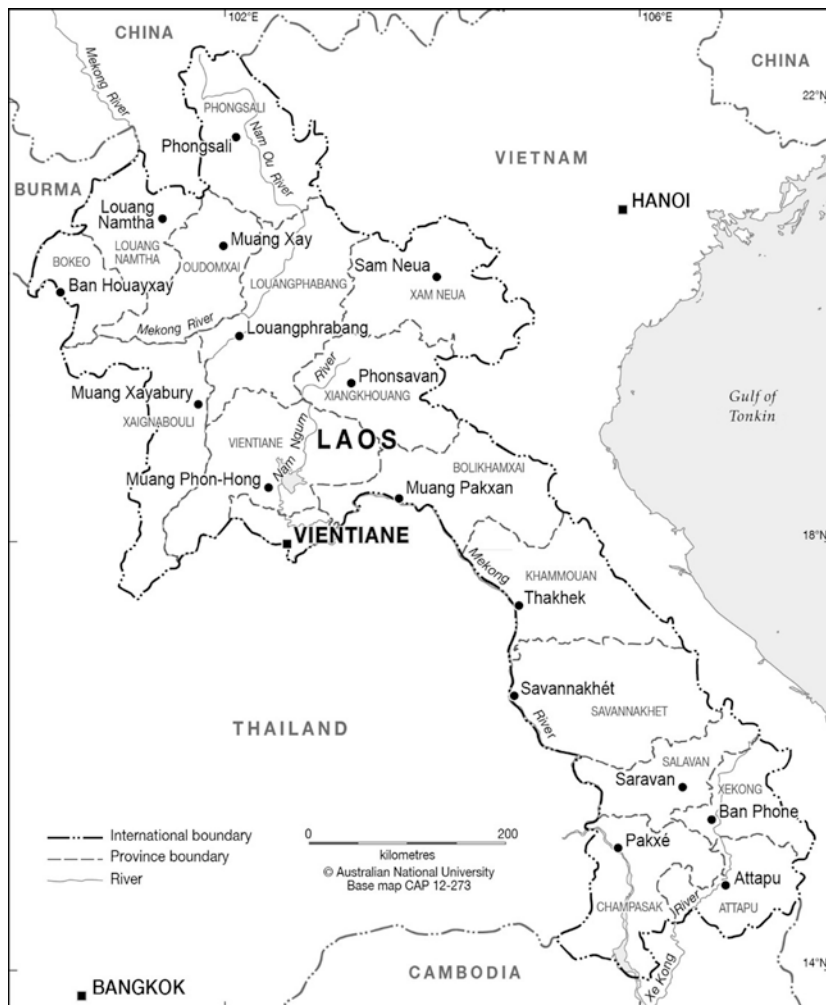 102°E
106°E
CHINA
CHINA
Mekong River
22°N
PHONGSALI
Phongsali
Nam Ou River
VIETNAM
BURMA
HANOI
Louang
Namtha
LOUANG
NAMTHA
Muang Xay
OUDOMXAI
BOKEO
Ban Houayxay
LOUANGPHABANG
Sam Neua
XAM NEUA
Mekong River
Louangphrabang
River
Phonsavan
XIANGKHOUANG
Gulf of
Tonkin
Muang Xayabury
XAIGNABOULI
VIENTIANE
Nam Ngum
LAOS
BOLIKHAMXAI
Muang Phon-Hong
Muang Pakxan
VIENTIANE
18°N
Mekong
KHAMMOUAN
Thakhek
Savannakhét
SAVANNAKHET
River
THAILAND
SALAVAN
Saravan
XEKONG
Ban Phone
International boundary
Province boundary
River
0
200
kilometres
© Australian National University
Base map CAP 12-273
Pakxé
Attapu
CHAMPASAK
River
ATTAPU
Xe Kong
CAMBODIA
14°N
BANGKOK